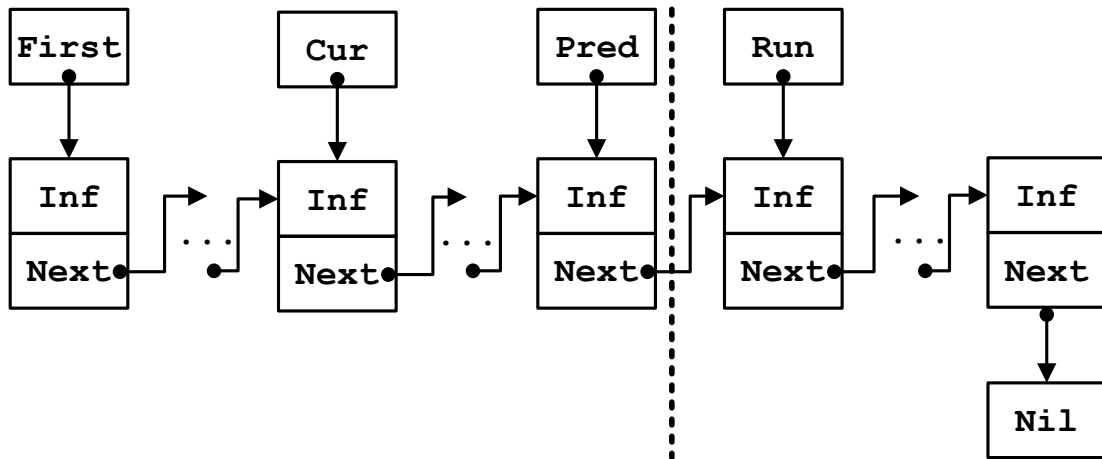 First
Cur
Pred
Run
Inf
Inf
Inf
Inf
Inf
...
...
...
Next
Next
Next
Next
Next
Nil